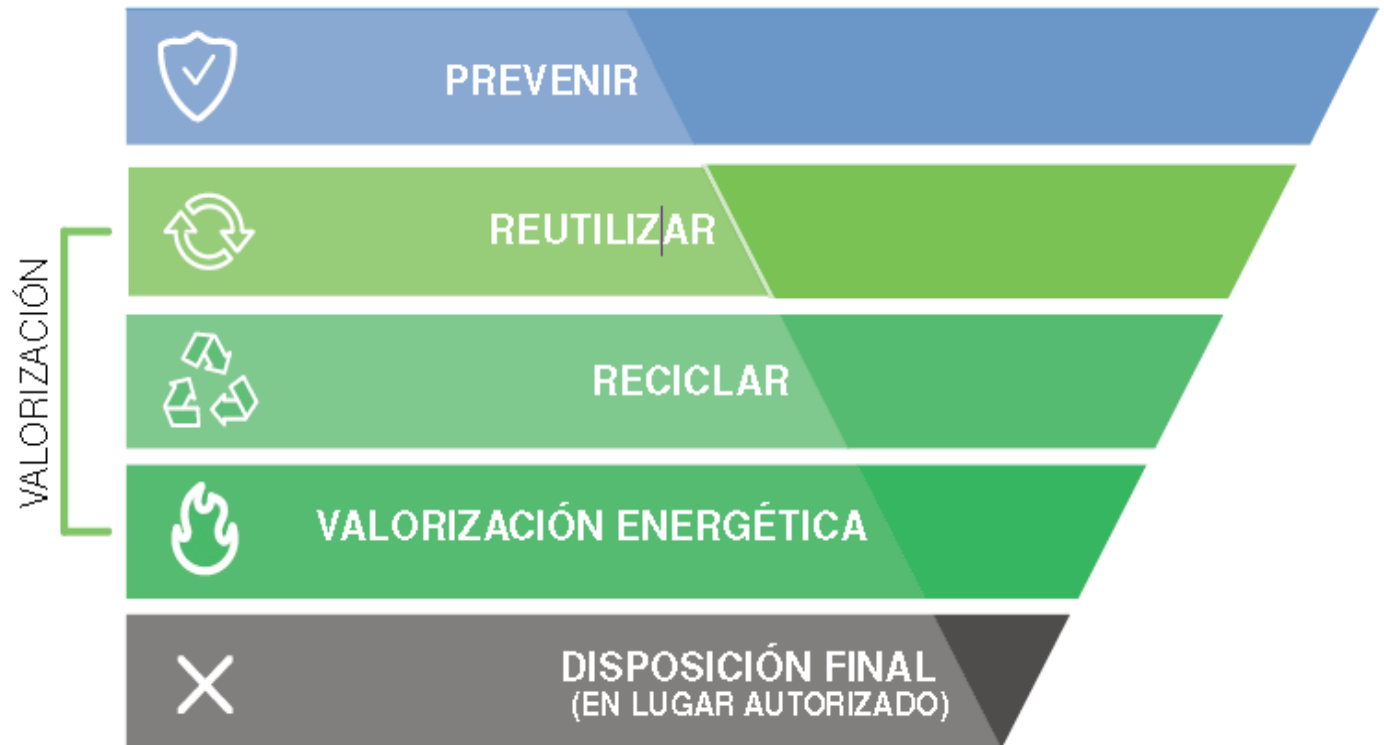 PREVENIR
REUTILIZAR
VALORIZACIÓN
RECICLAR
VALORIZACIÓN ENERGÉTICA
DISPOSICIÓN FINAL
(EN LUGAR AUTORIZADO)